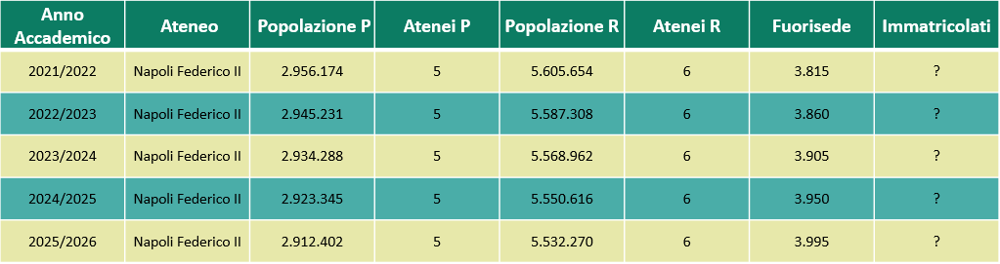 Anno Accademico Ateneo Popolazione P Atenei P Popolazione R Atenei R Fuorisede Immatricolati
2021/2022 Napoli Federico II 2.956.174 5 5.605.654 6 3.815 ?
2022/2023 Napoli Federico II 2.945.231 5 5.587.308 6 3.860 ?
2023/2024 Napoli Federico II 2.934.288 5 5.568.962 6 3.905 ?
2024/2025 Napoli Federico II 2.923.345 5 5.550.616 6 3.950 ?
2025/2026 Napoli Federico II 2.912.402 5 5.532.270 6 3.995 ?